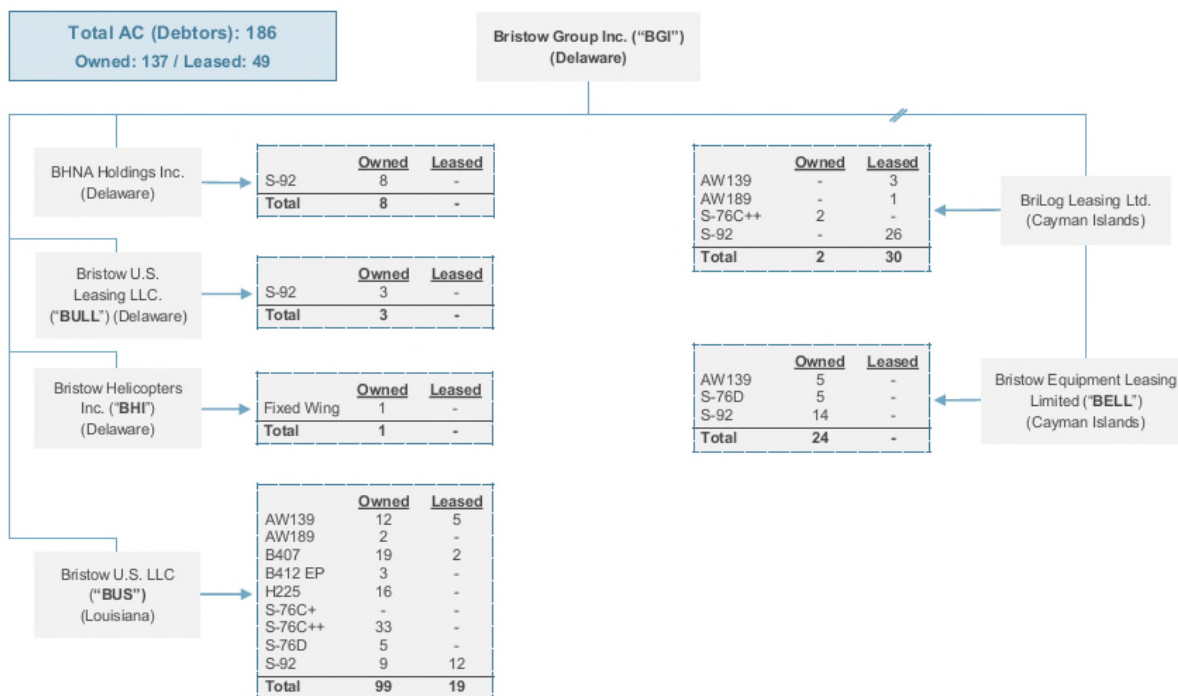 Total AC (Debtors): 186
Owned: 137 / Leased: 49
Bristow Group Inc. (“BGI”)
(Delaware)
BHNA Holdings Inc.
(Delaware)
Owned Leased
S-92 8 -
Total 8 -
Bristow U.S.
Leasing LLC.
(“BULL”) (Delaware)
Owned Leased
S-92 3 -
Total 3 -
Bristow Helicopters
Inc. (“BHI”)
(Delaware)
Owned Leased
Fixed Wing 1 -
Total 1 -
Bristow U.S. LLC
(“BUS”)
(Louisiana)
Owned Leased
AW139 12 5
AW189 2 -
B407 19 2
B412 EP 3 -
H225 16 -
S-76C+ - -
S-76C++ 33 -
S-76D 5 -
S-92 9 12
Total 99 19
Owned Leased
AW139 - 3
AW189 - 1
S-76C++ 2 -
S-92 - 26
Total 2 30
BriLog Leasing Ltd.
(Cayman Islands)
Owned Leased
AW139 5 -
S-76D 5 -
S-92 14 -
Total 24 -
Bristow Equipment Leasing
Limited (“BELL”)
(Cayman Islands)